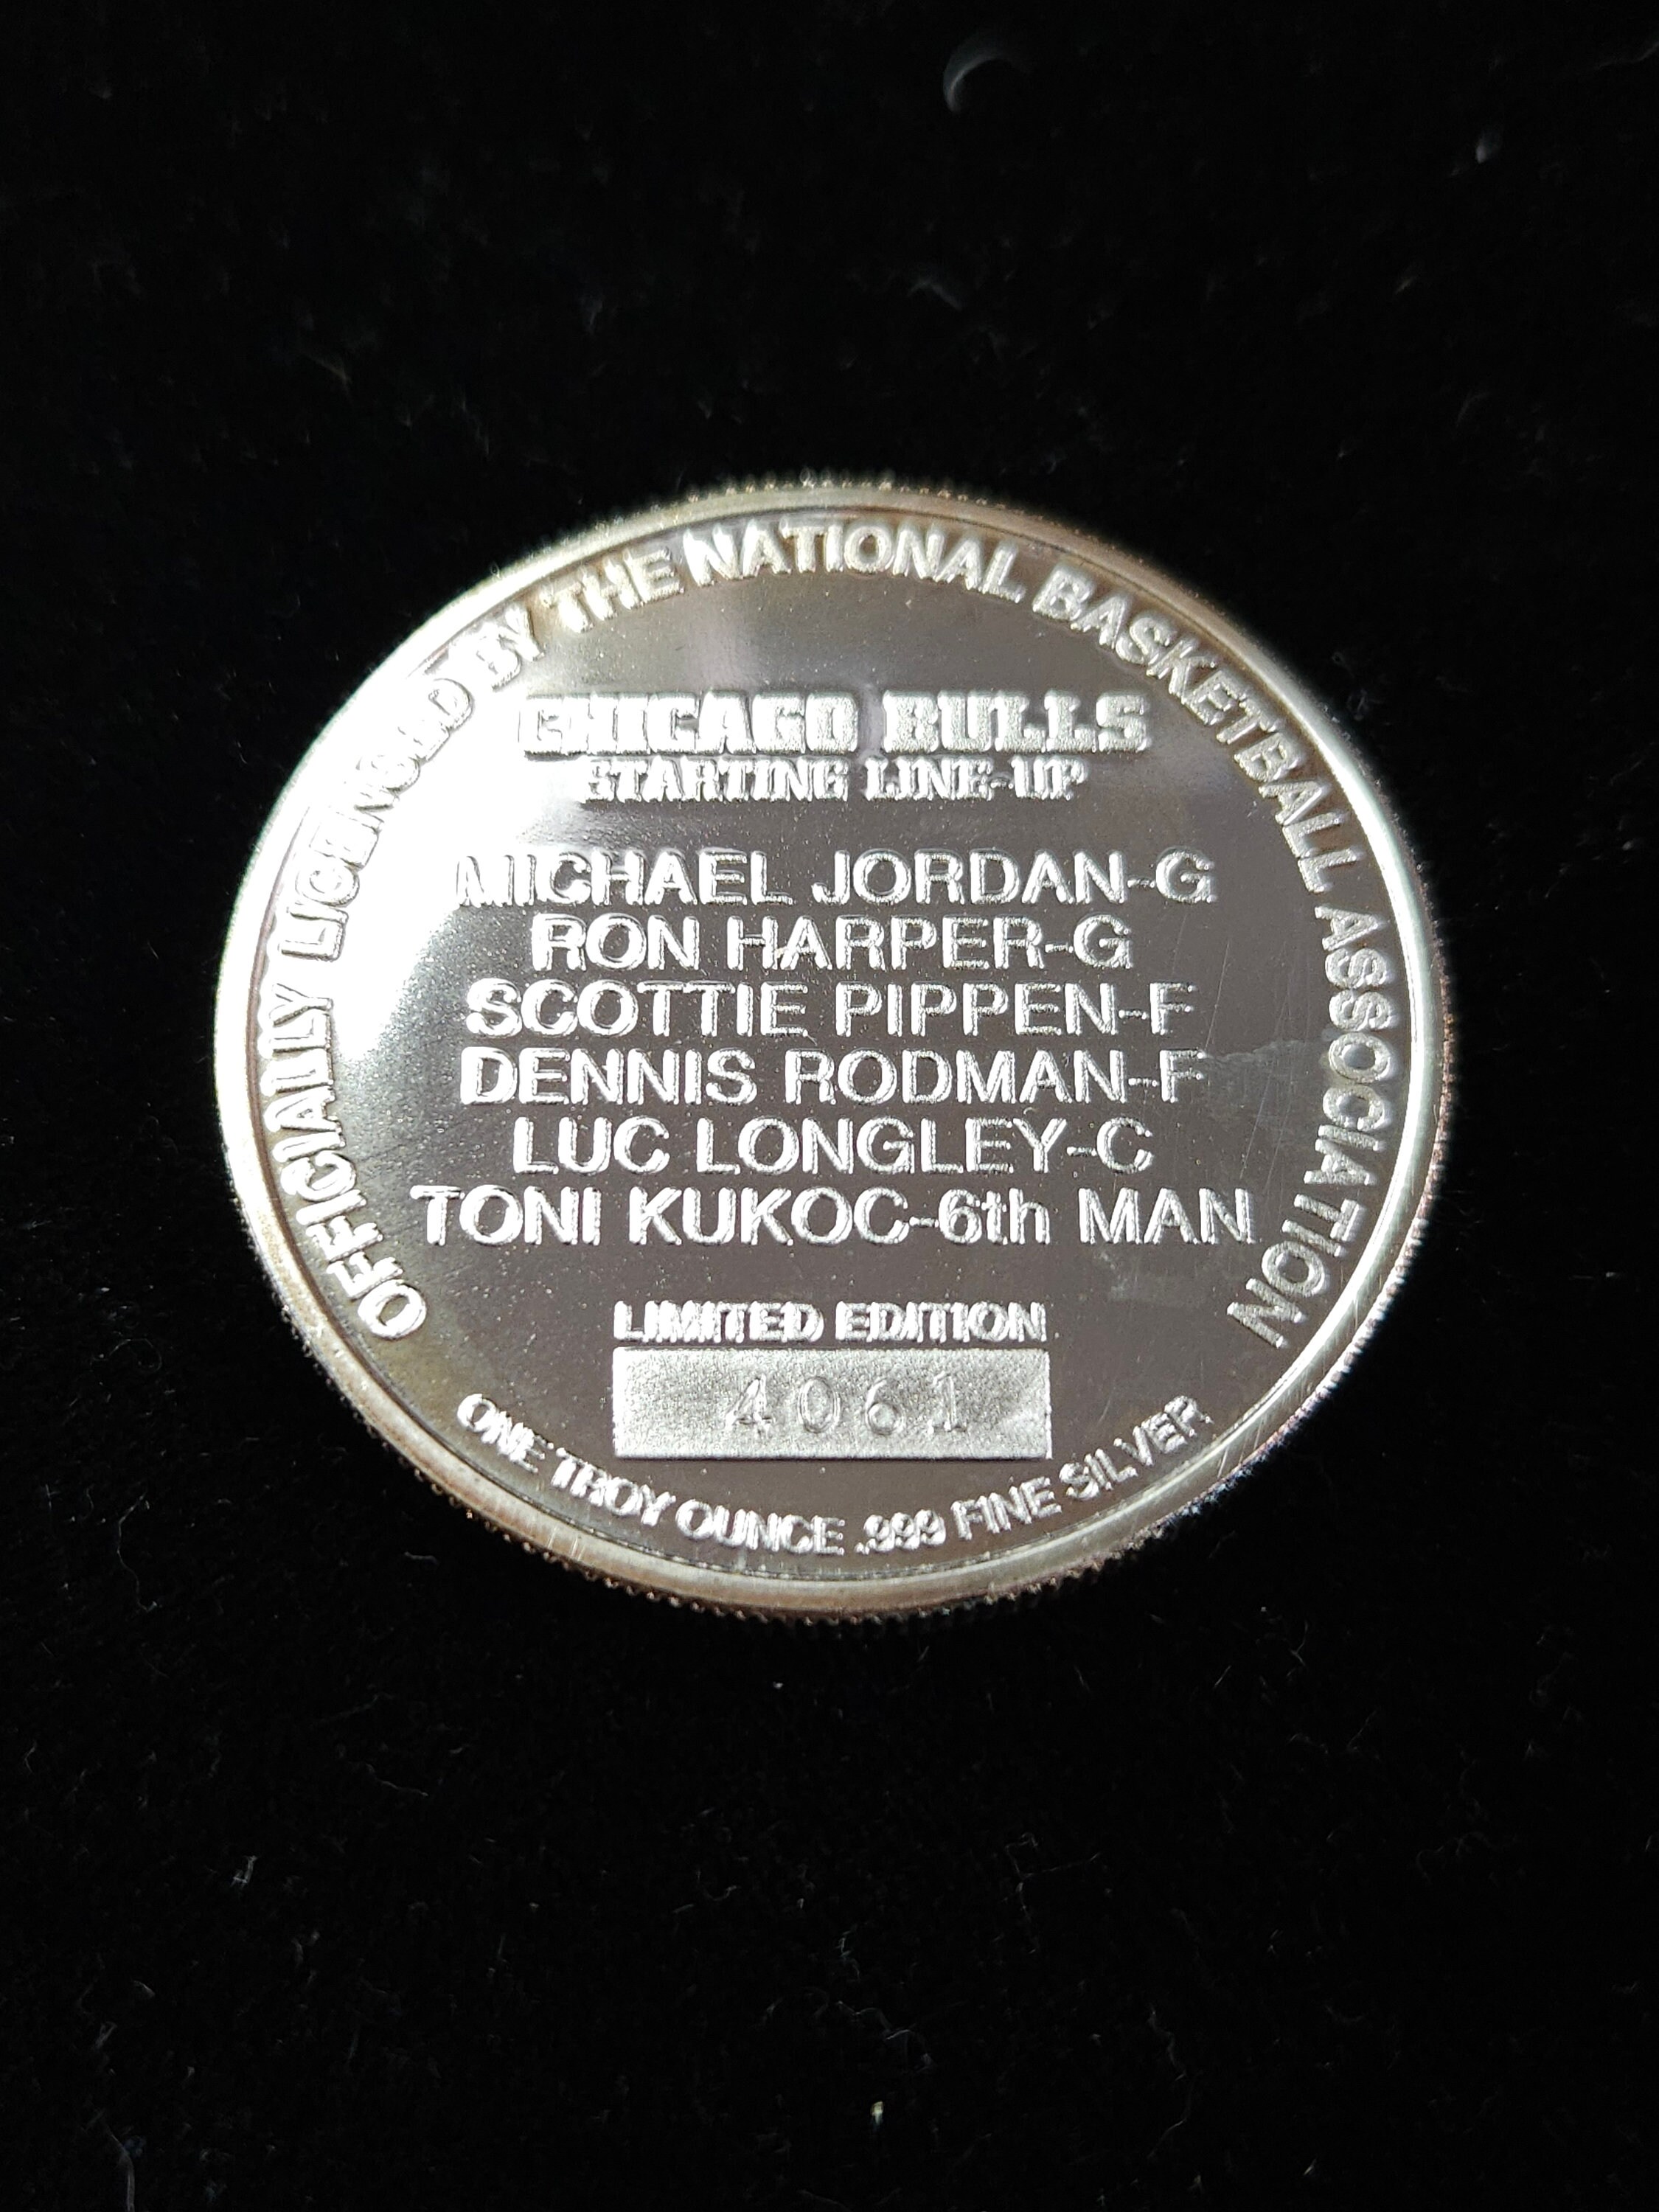 OFFICIALLY LICENSED BY THE NATIONAL BASKETBALL ASSOCIATION
CHICAGO BULLS
STARTING LINE-UP
MICHAEL JORDAN-G
RON HARPER-G
SCOTTIE PIPPEN-F
DENNIS RODMAN-F
LUC LONGLEY-C
TONI KUKOC-6th MAN
LIMITED EDITION
4061
ONE TROY OUNCE .999 FINE SILVER